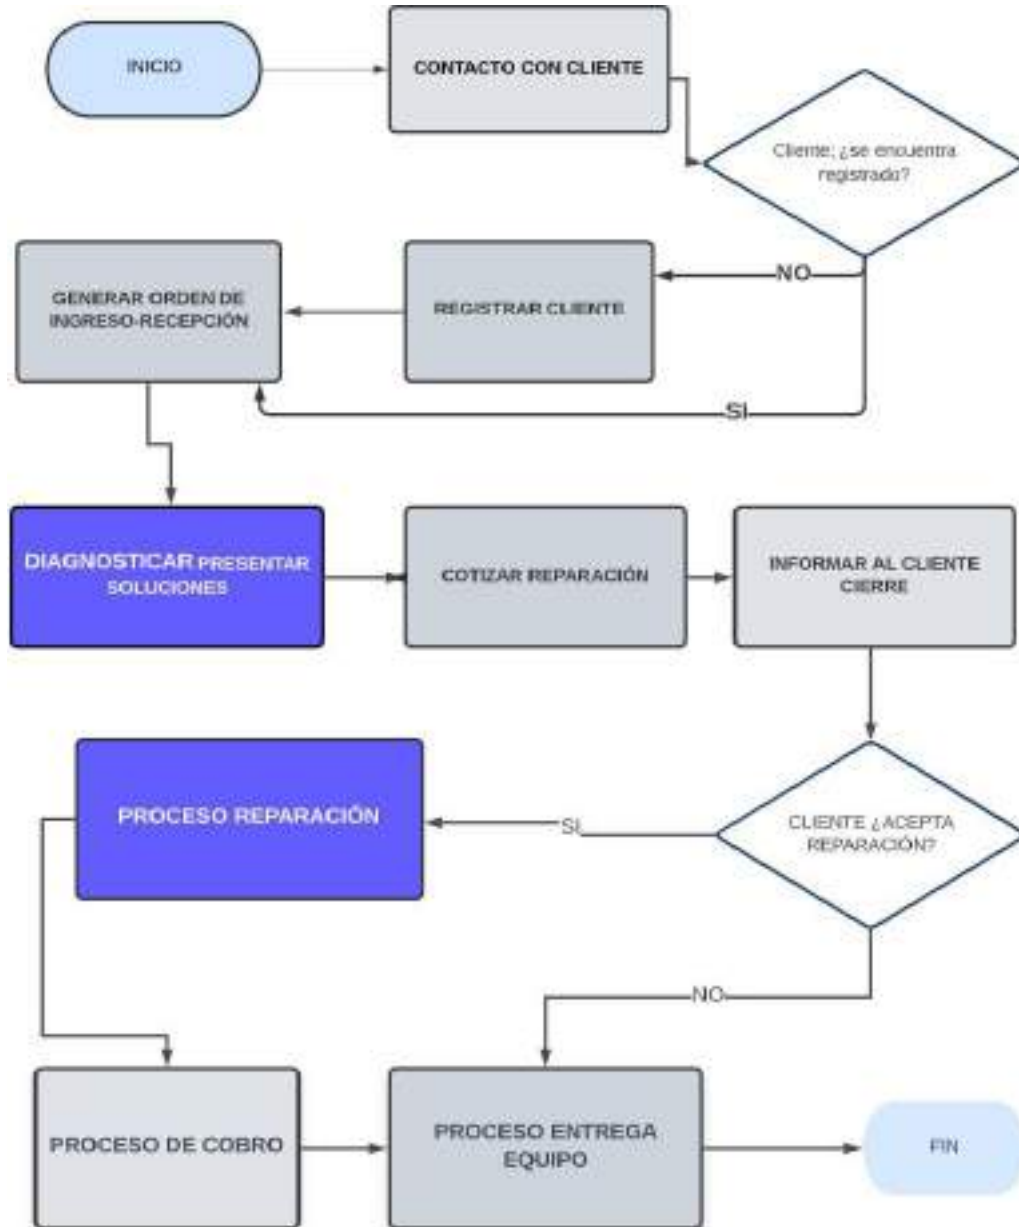 INICIO
CONTACTO CON CLIENTE
Cliente; ¿se encuentra
registrado?
NO
REGISTRAR CLIENTE
GENERAR ORDEN DE
INGRESO-RECEPCIÓN
SI
DIAGNOSTICAR PRESENTAR
SOLUCIONES
COTIZAR REPARACIÓN
INFORMAR AL CLIENTE
CIERRE
CLIENTE ¿ACEPTA
REPARACIÓN?
SI
PROCESO REPARACIÓN
NO
PROCESO DE COBRO
PROCESO ENTREGA
EQUIPO
FIN